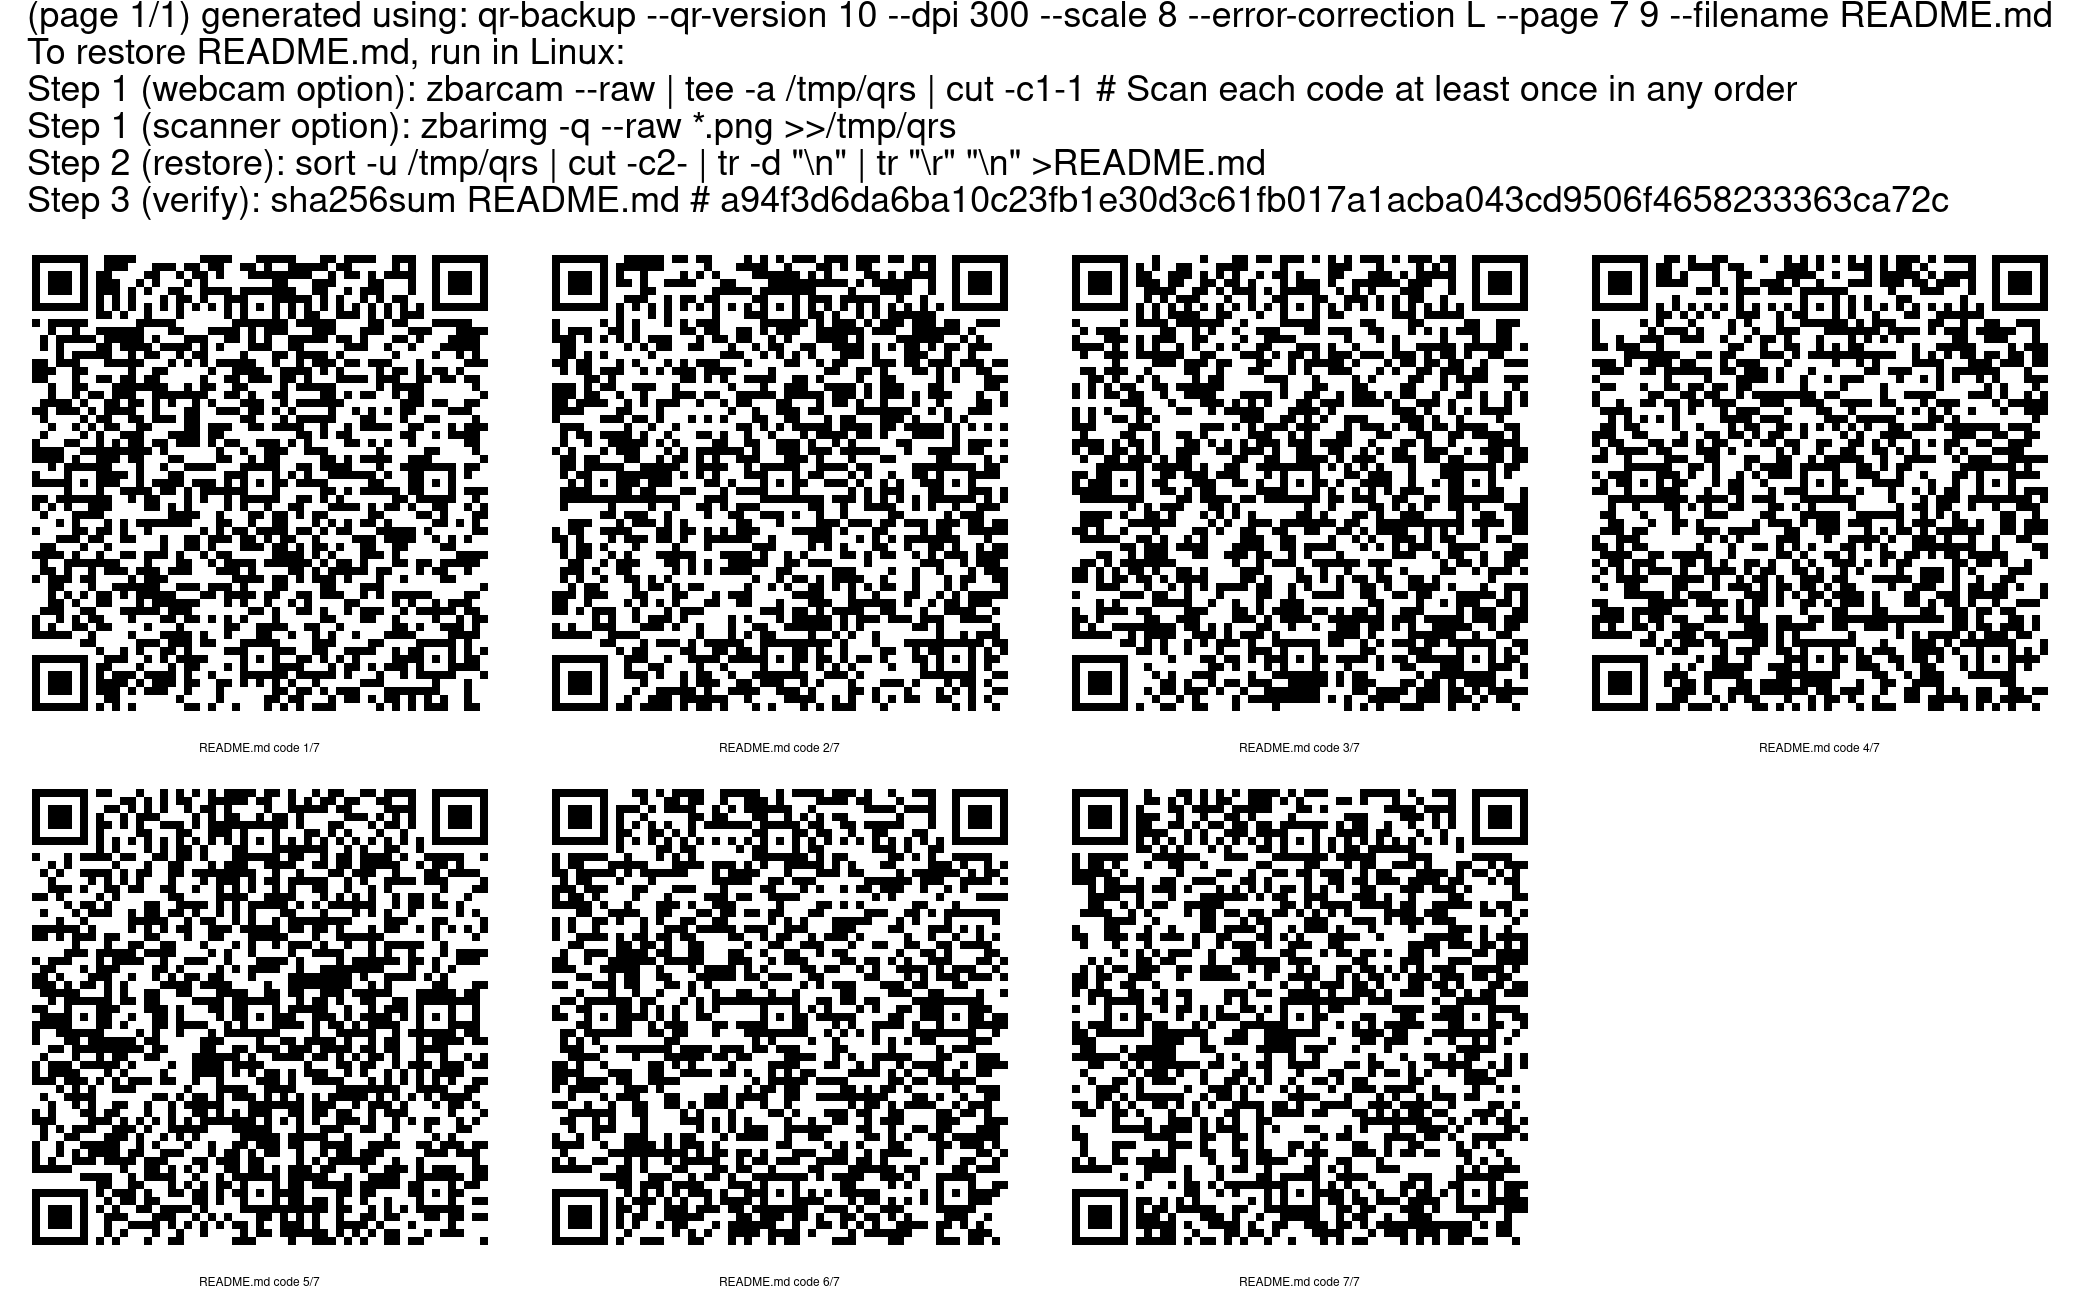 (page 1/1) generated using: qr-backup --qr-version 10 --dpi 300 --scale 8 --error-correction L --page 7 9 --filename README.md
To restore README.md, run in Linux:
Step 1 (webcam option): zbarcam --raw | tee -a /tmp/qrs | cut -c1-1 # Scan each code at least once in any order
Step 1 (scanner option): zbarimg -q --raw *.png >>/tmp/qrs
Step 2 (restore): sort -u /tmp/qrs | cut -c2- | tr -d "\n" | tr "\r" "\n" >README.md
Step 3 (verify): sha256sum README.md # a94f3d6da6ba10c23fb1e30d3c61fb017a1acba043cd9506f4658233363ca72c
README.md code 1/7
README.md code 2/7
README.md code 3/7
README.md code 4/7
README.md code 5/7
README.md code 6/7
README.md code 7/7